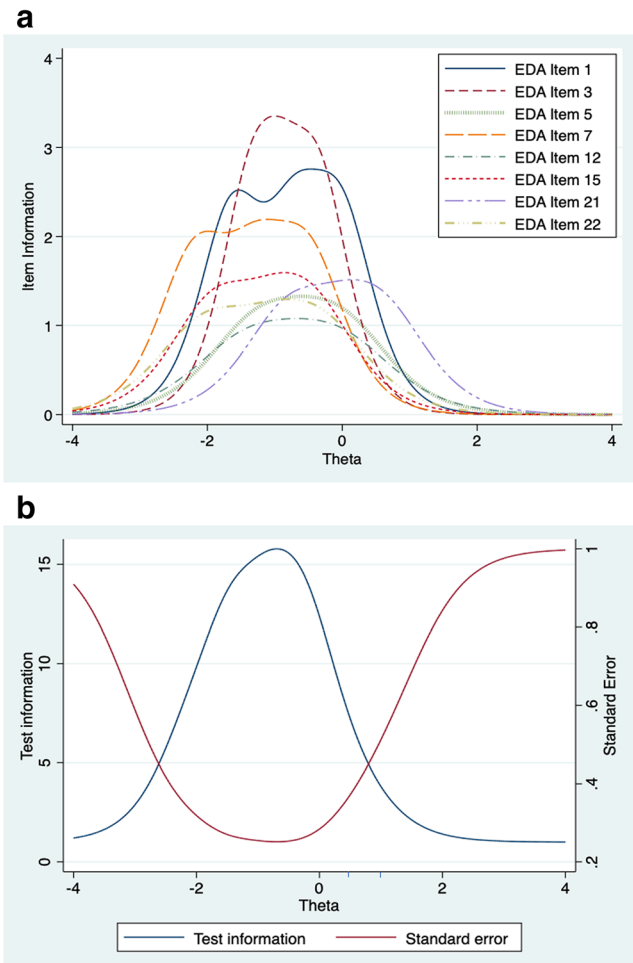 a
4
3
2
1
0
Item Information
-4
-2
0
2
4
Theta
EDA Item 1
EDA Item 3
EDA Item 5
EDA Item 7
EDA Item 12
EDA Item 15
EDA Item 21
EDA Item 22
b
15
10
5
0
Test information
1
.8
.6
.4
.2
Standard Error
-4
-2
0
2
4
Theta
Test information
Standard error